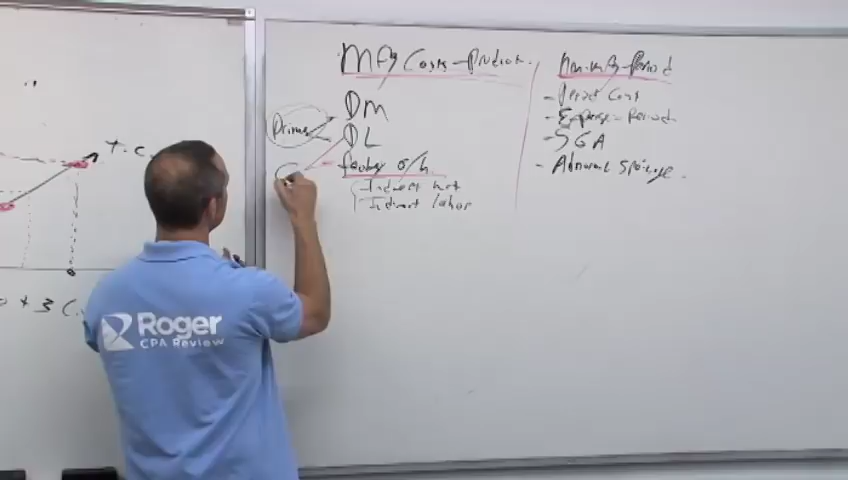 Mfg Costs - Product
Non-mfg - Period
DM
Prime
DL
factory o/h
Indirect mat
Indirect labor
C
- Period Cost
- Expense - Period
- SGA
- Abnormal Spoilage
T.C.
+ 3 (
Roger
CPA Review